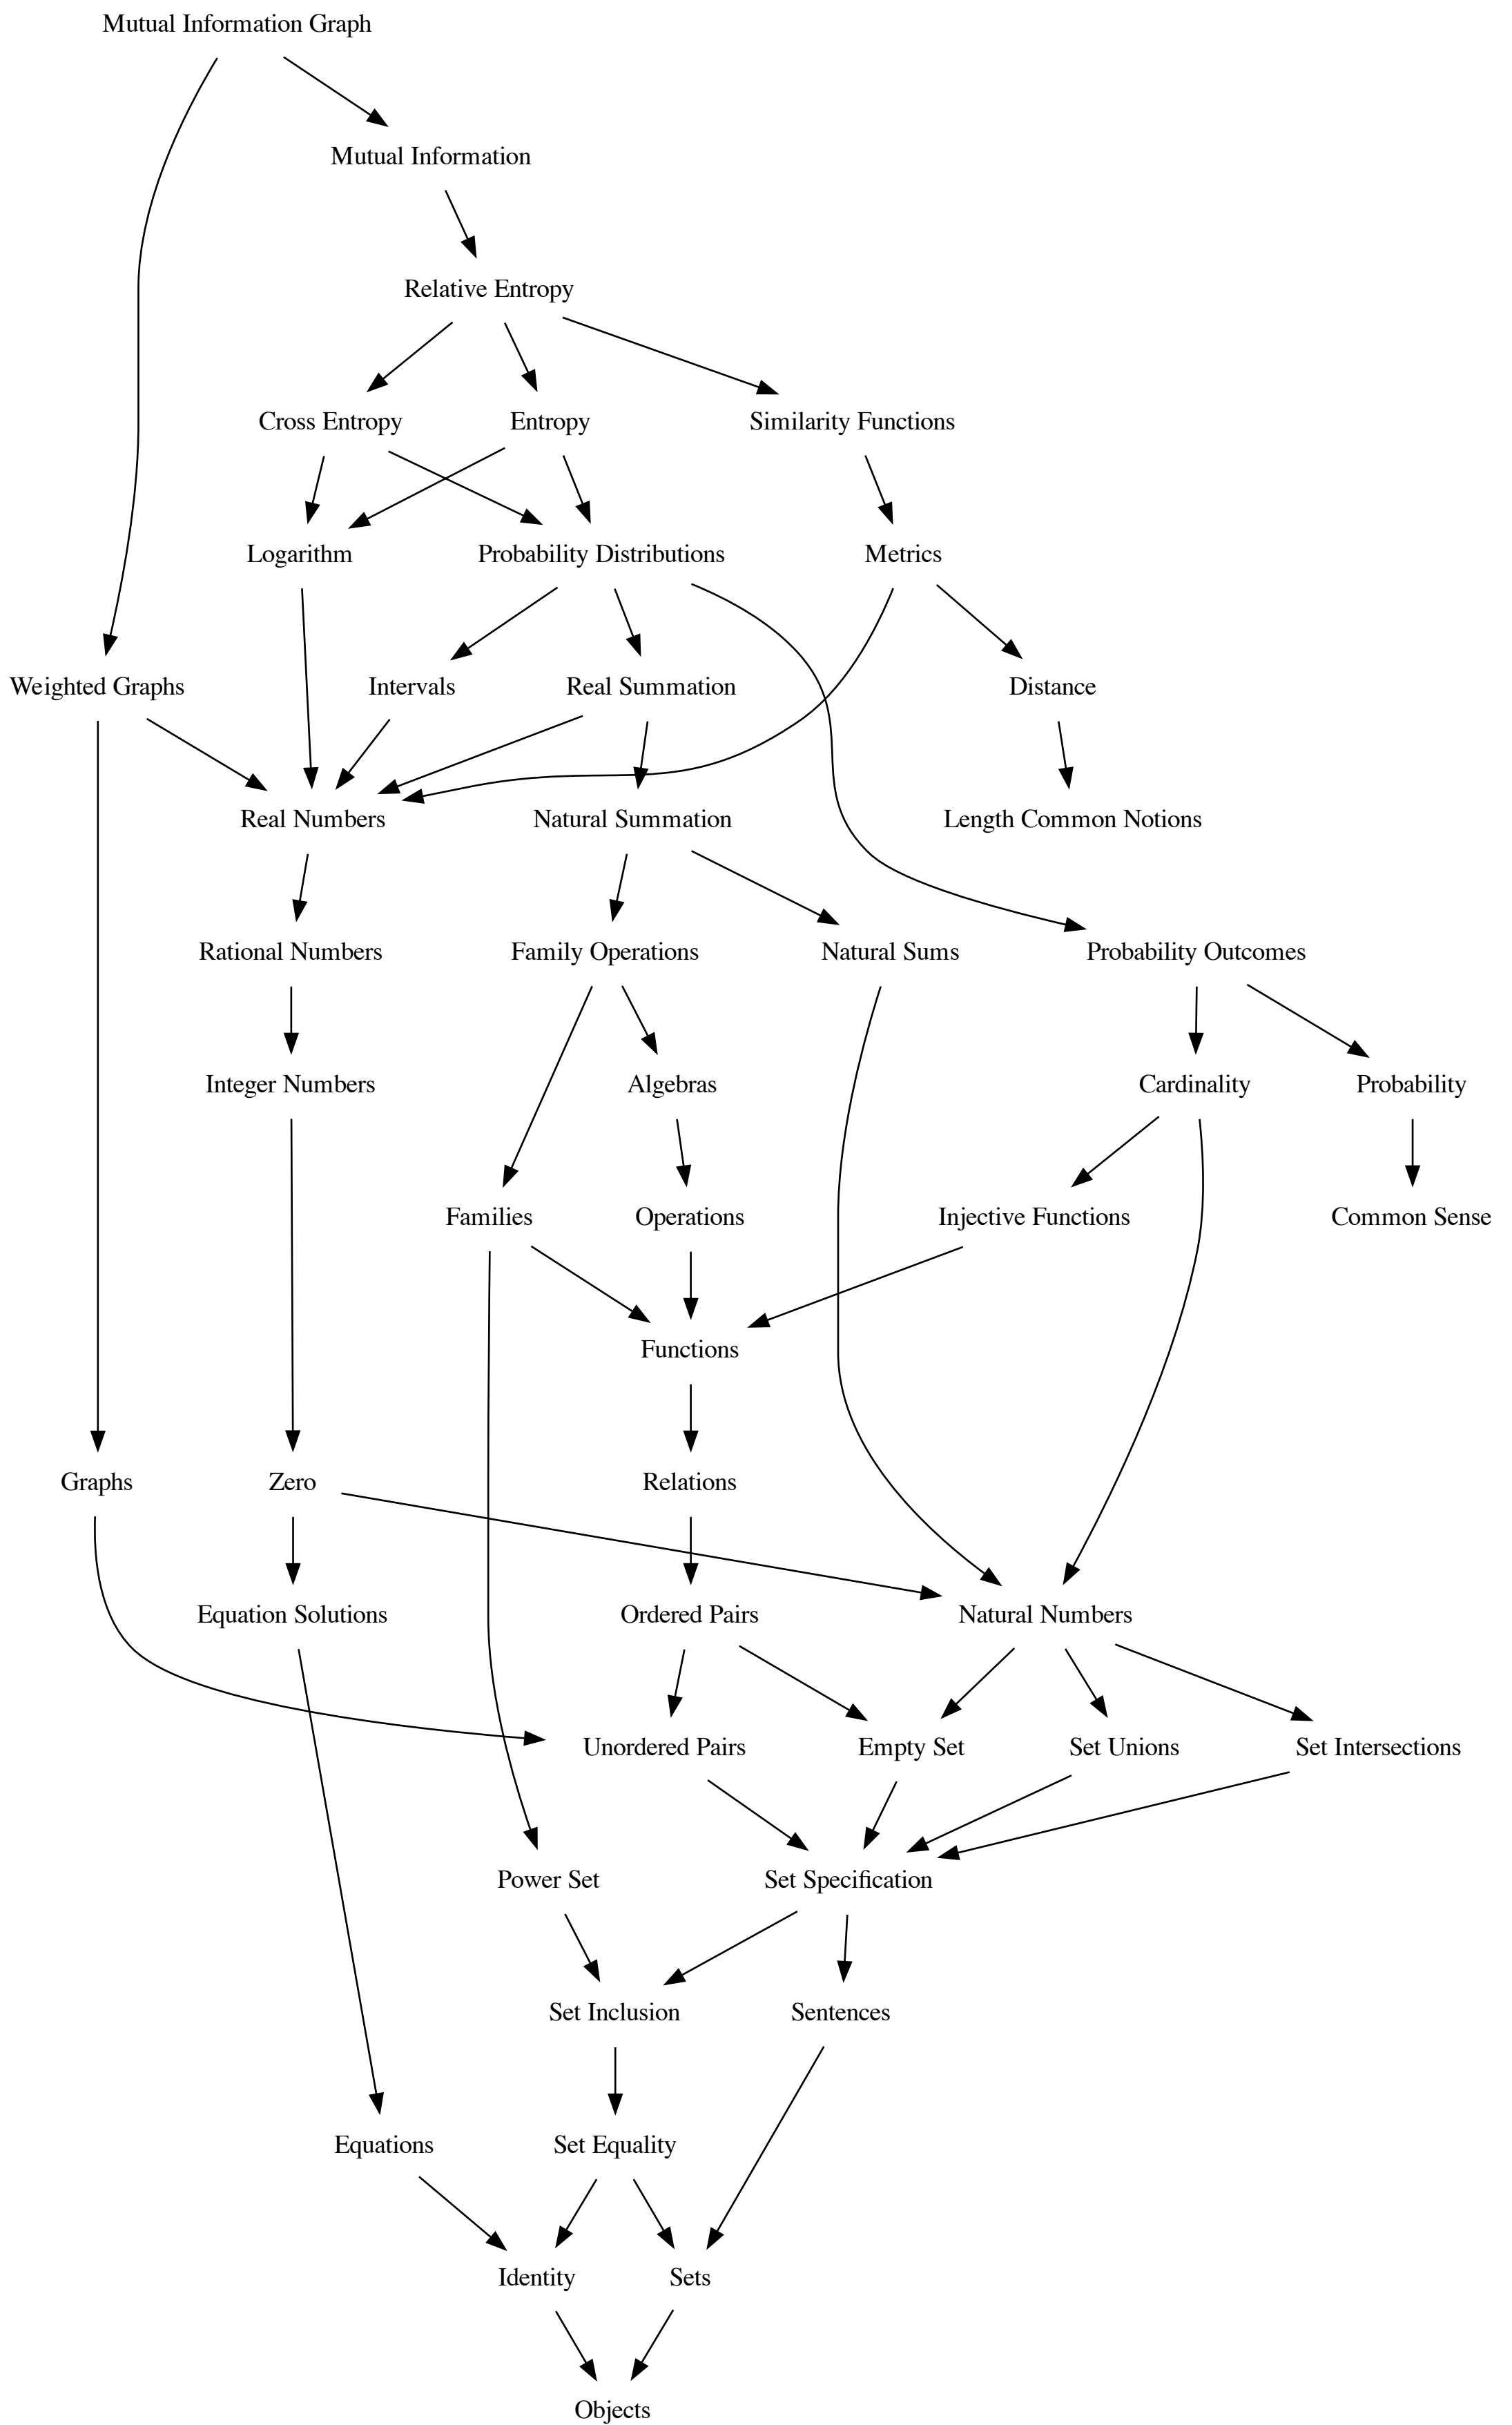 Mutual Information Graph
Mutual Information
Relative Entropy
Cross Entropy
Entropy
Similarity Functions
Logarithm
Probability Distributions
Metrics
Weighted Graphs
Intervals
Real Summation
Distance
Real Numbers
Natural Summation
Length Common Notions
Rational Numbers
Family Operations
Natural Sums
Probability Outcomes
Integer Numbers
Algebras
Cardinality
Probability
Families
Operations
Injective Functions
Common Sense
Functions
Graphs
Zero
Relations
Equation Solutions
Ordered Pairs
Natural Numbers
Unordered Pairs
Empty Set
Set Unions
Set Intersections
Power Set
Set Specification
Set Inclusion
Sentences
Equations
Set Equality
Identity
Sets
Objects